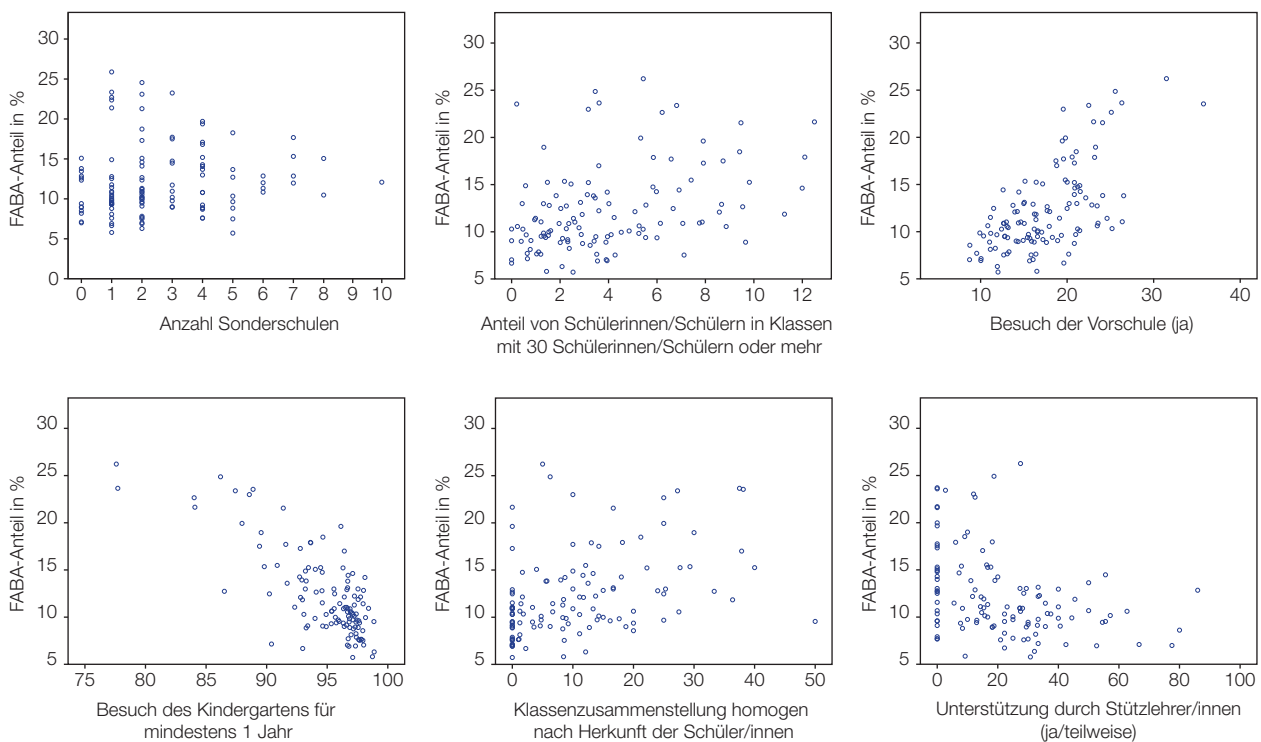 FABA-Anteil in %
30
25
20
15
10
5
0
0 1 2 3 4 5 6 7 8 9 10
Anzahl Sonderschulen
FABA-Anteil in %
30
25
20
15
10
5
0 2 4 6 8 10 12
Anteil von Schülerinnen/Schülern in Klassen
mit 30 Schülerinnen/Schülern oder mehr
FABA-Anteil in %
30
25
20
15
10
5
10 20 30 40
Besuch der Vorschule (ja)
FABA-Anteil in %
30
25
20
15
10
5
75 80 85 90 95 100
Besuch des Kindergartens für
mindestens 1 Jahr
FABA-Anteil in %
30
25
20
15
10
5
0 10 20 30 40 50
Klassenzusammenstellung homogen
nach Herkunft der Schüler/innen
FABA-Anteil in %
30
25
20
15
10
5
0 20 40 60 80 100
Unterstützung durch Stützlehrer/innen
(ja/teilweise)